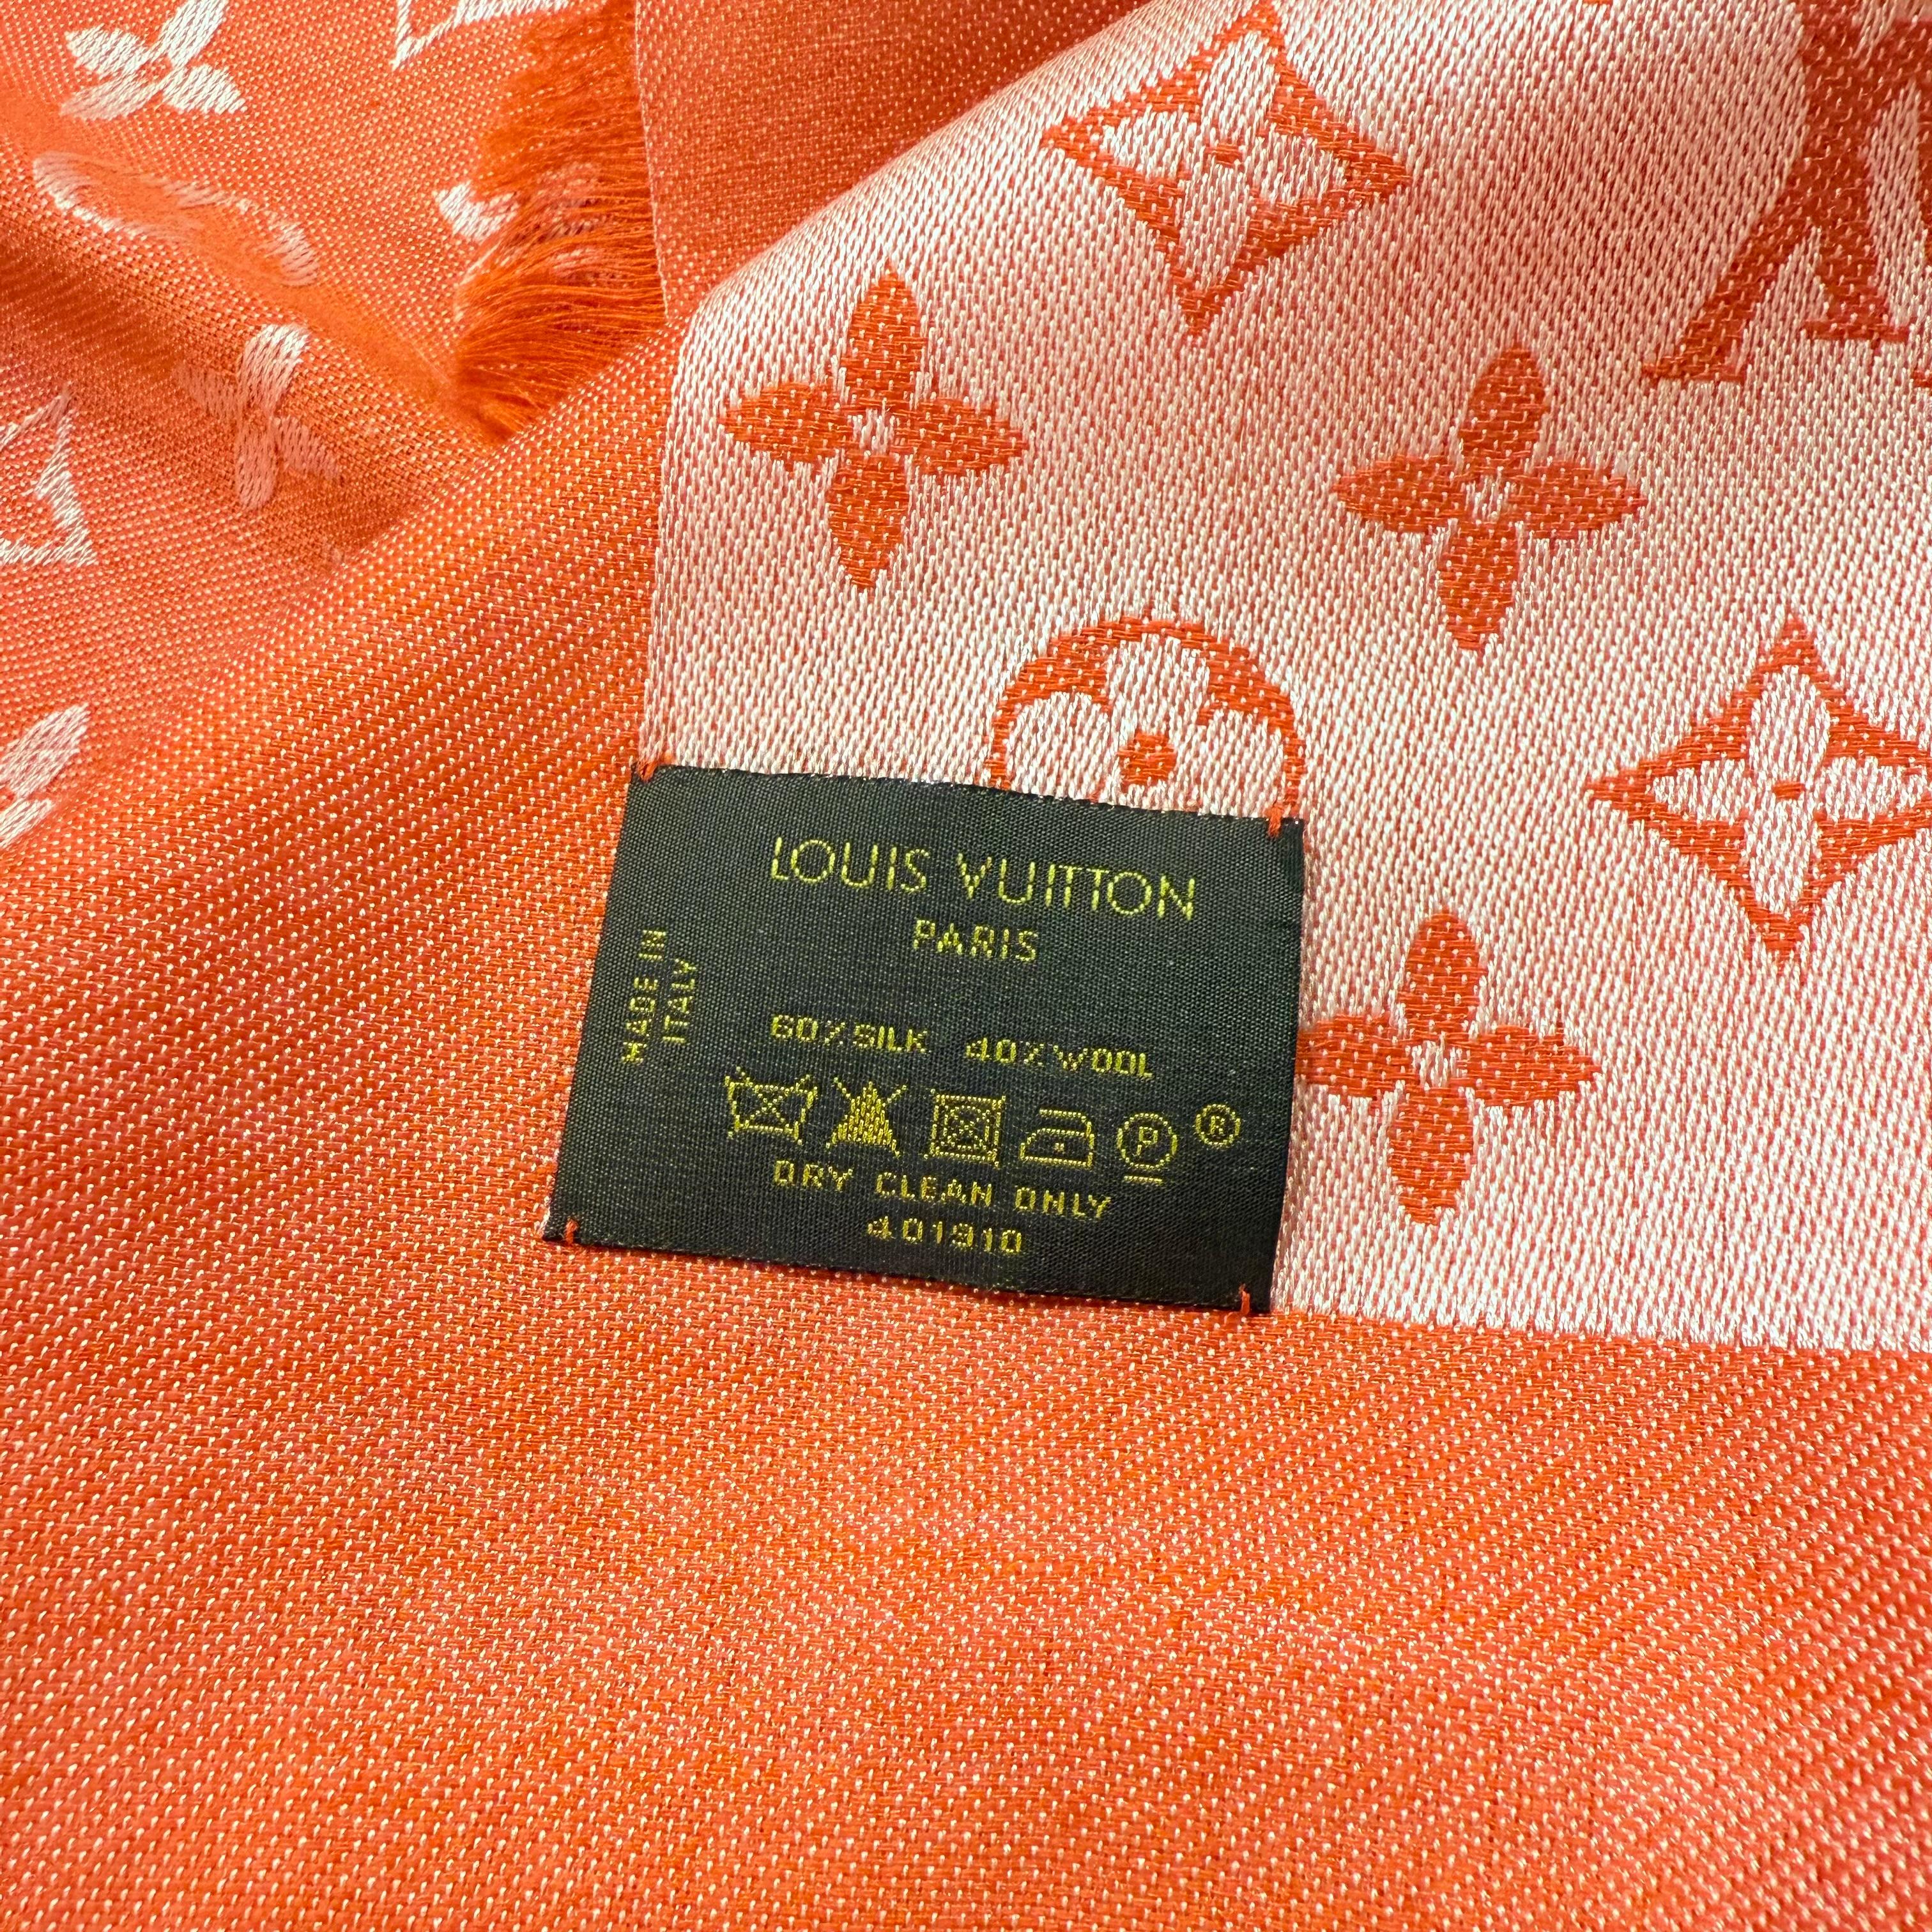 LOUIS VUITTON
PARIS
MADE IN
ITALY
60% SILK 40% WOOL
P ®
DRY CLEAN ONLY
401910